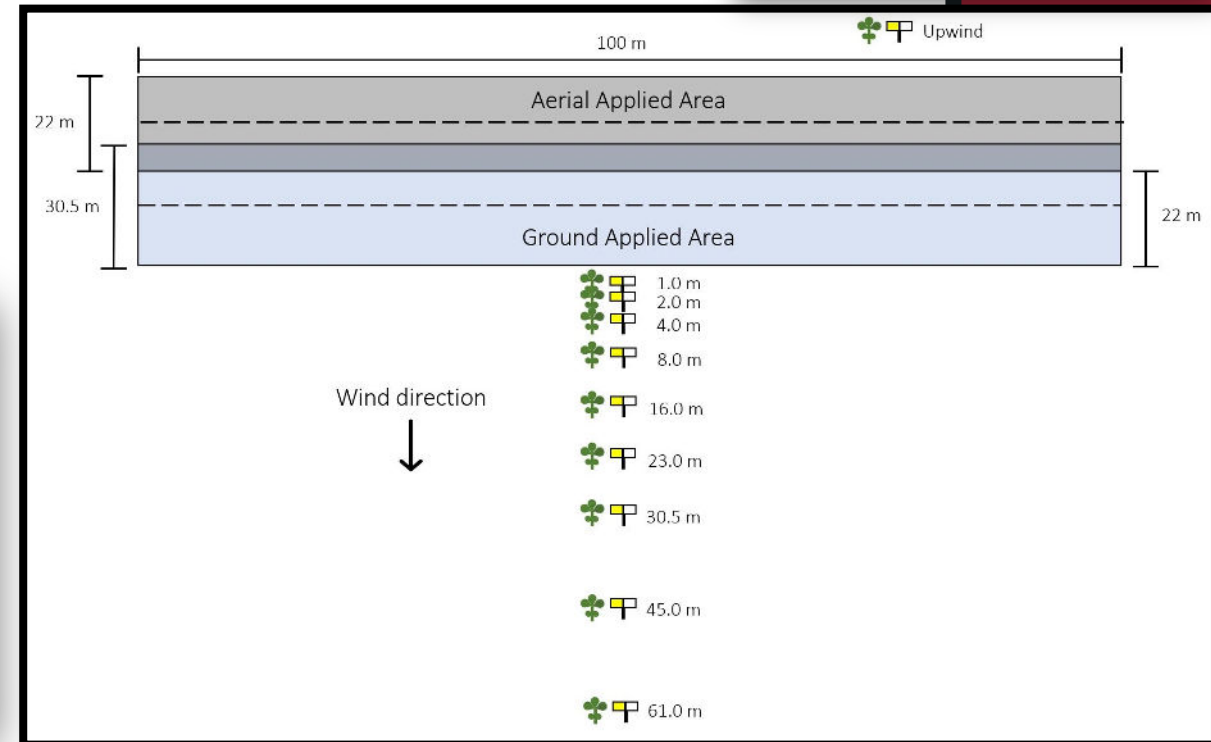 Upwind
100 m
Aerial Applied Area
22 m
30.5 m
22 m
Ground Applied Area
1.0 m
2.0 m
4.0 m
8.0 m
Wind direction
16.0 m
23.0 m
30.5 m
45.0 m
61.0 m